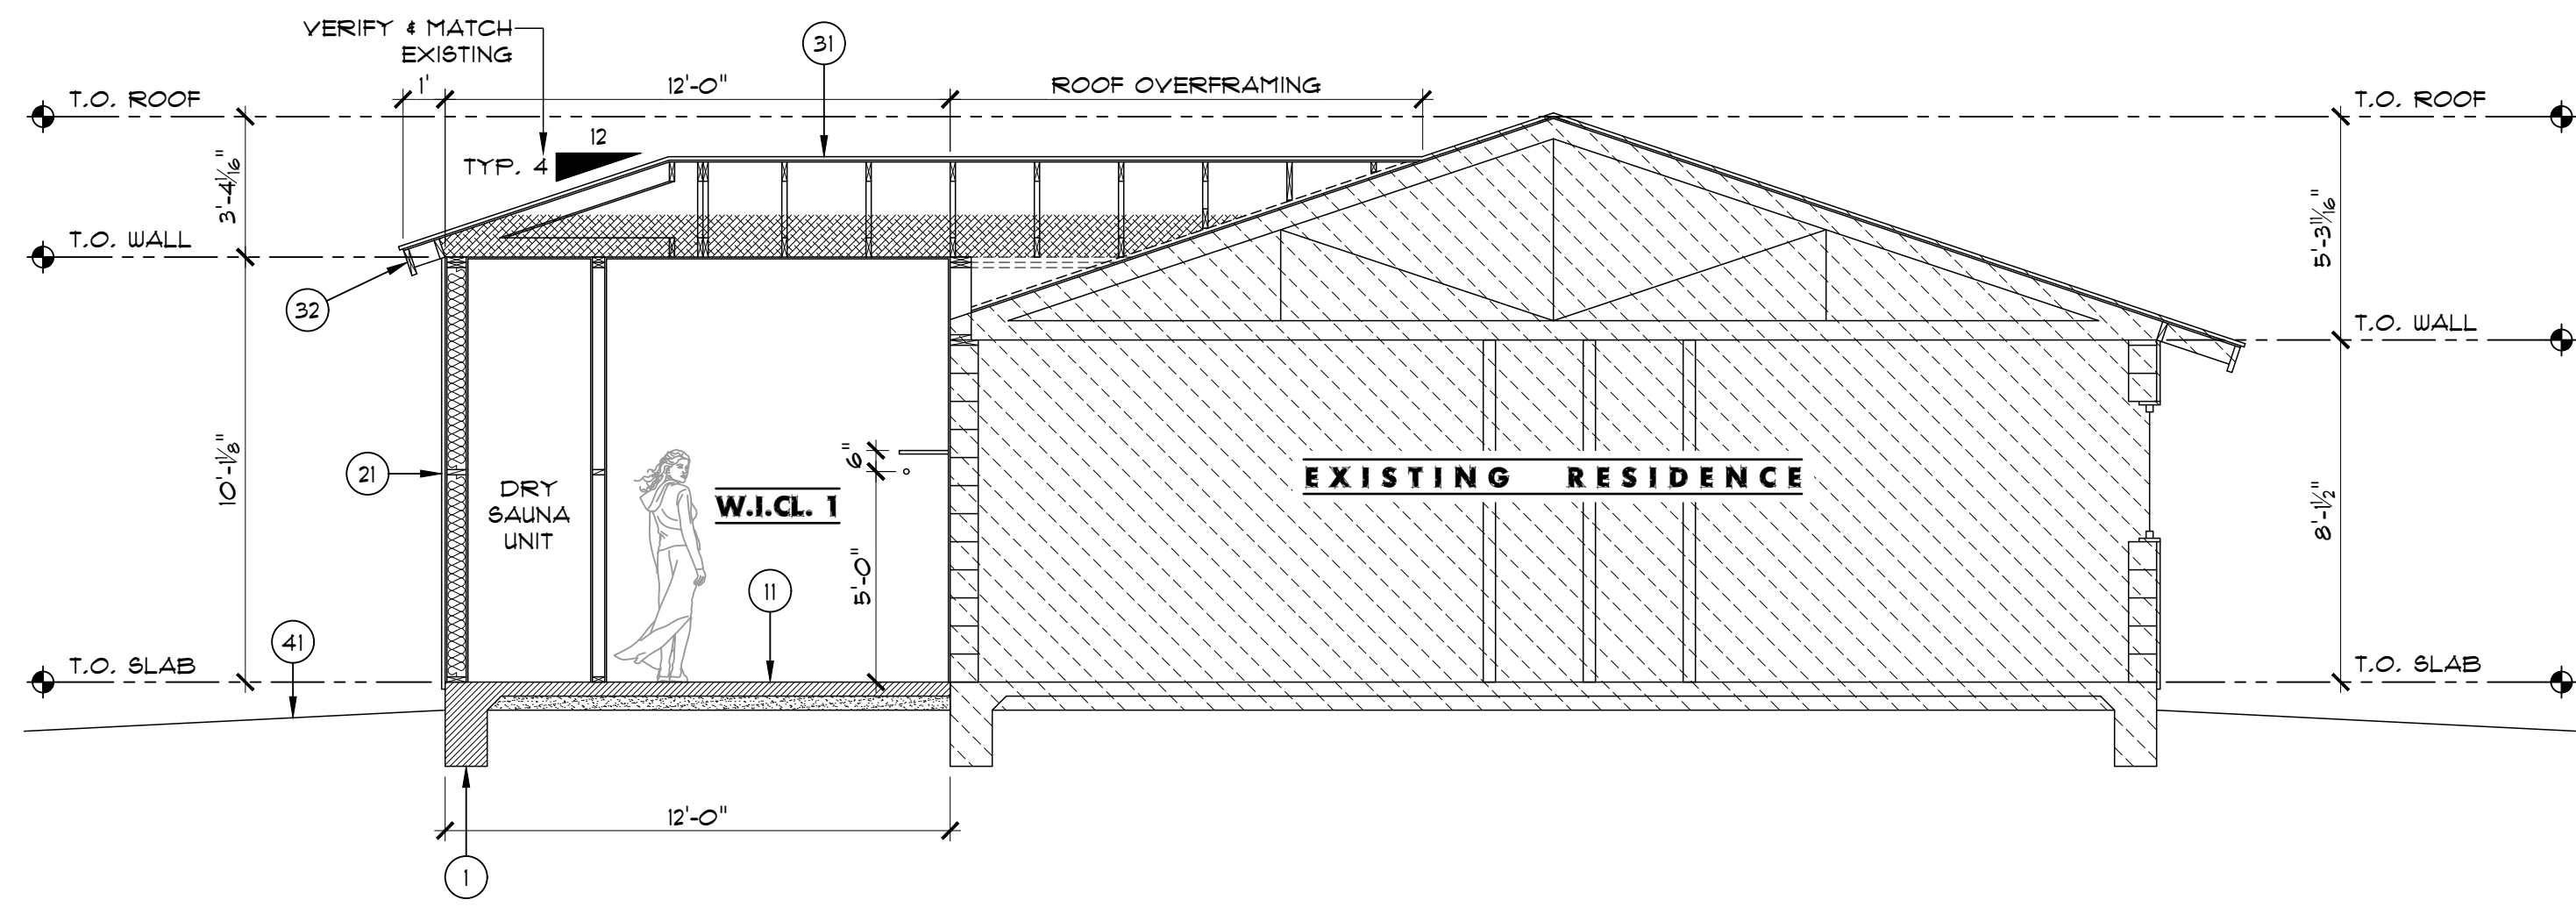 VERIFY & MATCH
EXISTING
31
1'
12'-0"
ROOF OVERFRAMING
T.O. ROOF
T.O. ROOF
12
TYP. 4
3'-4 1/16"
5'-3 11/16"
T.O. WALL
32
T.O. WALL
10'-1 1/8"
21
DRY
SAUNA
UNIT
W.I.CL. 1
6"
5'-0"
11
EXISTING RESIDENCE
8'-1 1/2"
41
T.O. SLAB
T.O. SLAB
12'-0"
1